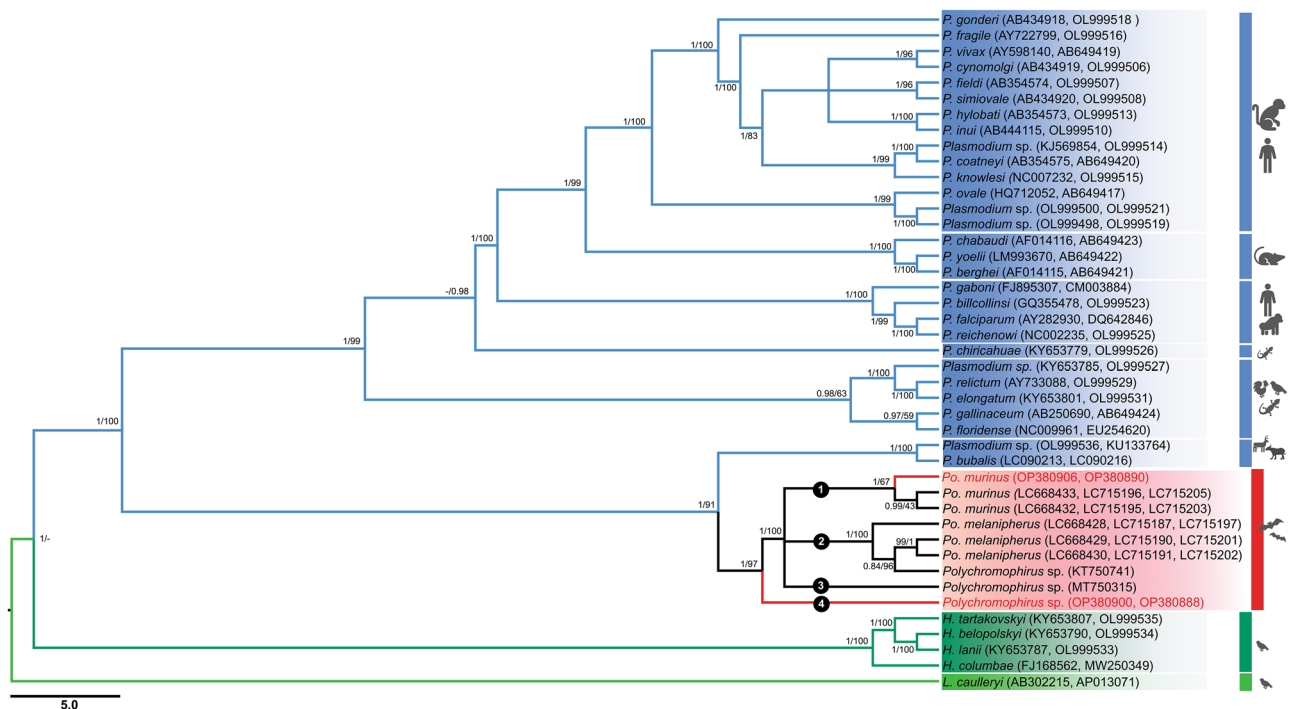 P. gonderi (AB434918, OL999518 )
1/100
P. fragile (AY722799, OL999516)
P. vivax (AY598140, AB649419)
1/96
P. cynomolgi (AB434919, OL999506)
1/100
P. fieldi (AB354574, OL999507)
1/96
P. simiovale (AB434920, OL999508)
P. hylobati (AB354573, OL999513)
1/100
1/100
P. inui (AB444115, OL999510)
1/83
Plasmodium sp. (KJ569854, OL999514)
1/100
P. coatneyi (AB354575, AB649420)
1/99
P. knowlesi (NC007232, OL999515)
1/99
P. ovale (HQ712052, AB649417)
1/99
Plasmodium sp. (OL999500, OL999521)
Plasmodium sp. (OL999498, OL999519)
1/100
1/100
P. chabaudi (AF014116, AB649423)
1/100
P. yoelii (LM993670, AB649422)
P. berghei (AF014115, AB649421)
1/100
P. gaboni (FJ895307, CM003884)
1/100
-/0.98
P. billcollinsi (GQ355478, OL999523)
P. falciparum (AY282930, DQ642846)
1/99
P. reichenowi (NC002235, OL999525)
1/100
1/99
P. chiricahuae (KY653779, OL999526)
Plasmodium sp. (KY653785, OL999527)
1/100
P. relictum (AY733088, OL999529)
0.98/63
P. elongatum (KY653801, OL999531)
1/100
P. gallinaceum (AB250690, AB649424)
0.97/59
1/100
P. floridense (NC009961, EU254620)
Plasmodium sp. (OL999536, KU133764)
1/100
P. bubalis (LC090213, LC090216)
Po. murinus (OP380906, OP380890)
1/67
1
Po. murinus (LC668433, LC715196, LC715205)
0.99/43
Po. murinus (LC668432, LC715195, LC715203)
1/91
Po. melanipherus (LC668428, LC715187, LC715197)
1/100
1/100
2
Po. melanipherus (LC668429, LC715190, LC715201)
99/1
1/-
Po. melanipherus (LC668430, LC715191, LC715202)
0.84/96
1/97
Polychromophirus sp. (KT750741)
3
Polychromophirus sp. (MT750315)
4
Polychromophirus sp. (OP380900, OP380888)
H. tartakovskyi (KY653807, OL999535)
1/100
H. belopolskyi (KY653790, OL999534)
1/100
H. lanii (KY653787, OL999533)
1/100
H. columbae (FJ168562, MW250349)
L. caulleryi (AB302215, AP013071)
5.0